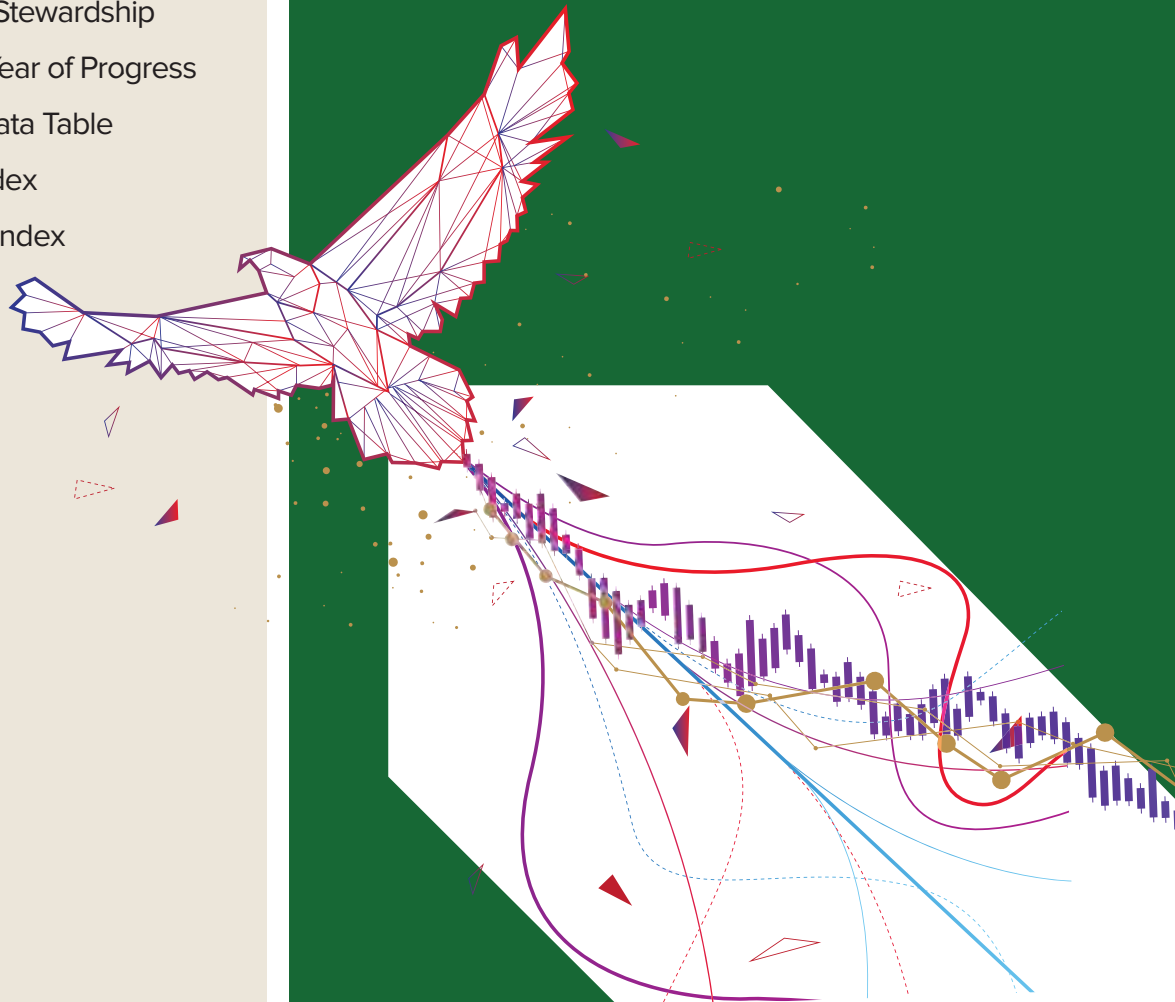 Stewardship
ear of Progress
ata Table
dex
ndex